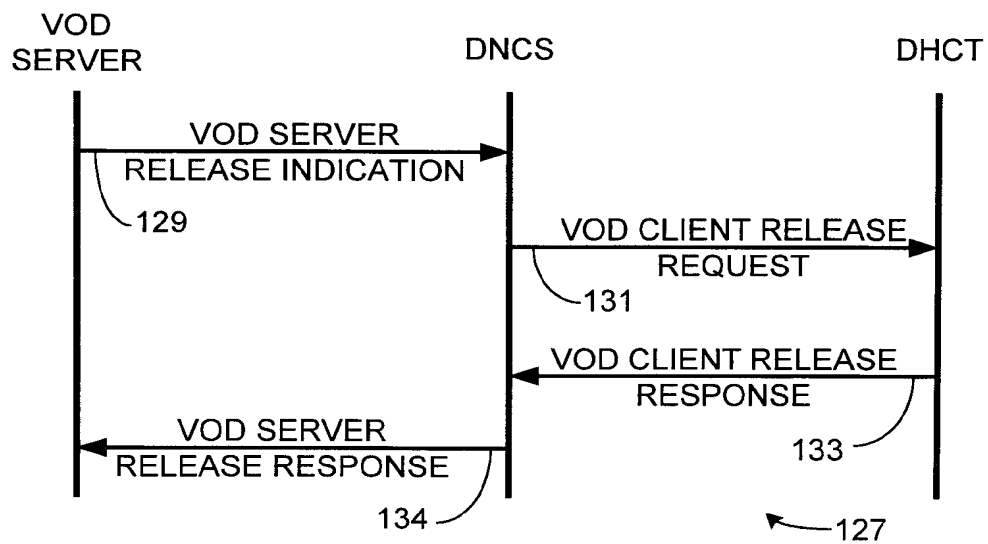 VOD
SERVER
DNCS
DHCT
VOD SERVER
RELEASE INDICATION
129
VOD CLIENT RELEASE
REQUEST
131
VOD CLIENT RELEASE
RESPONSE
133
VOD SERVER
RELEASE RESPONSE
134
127